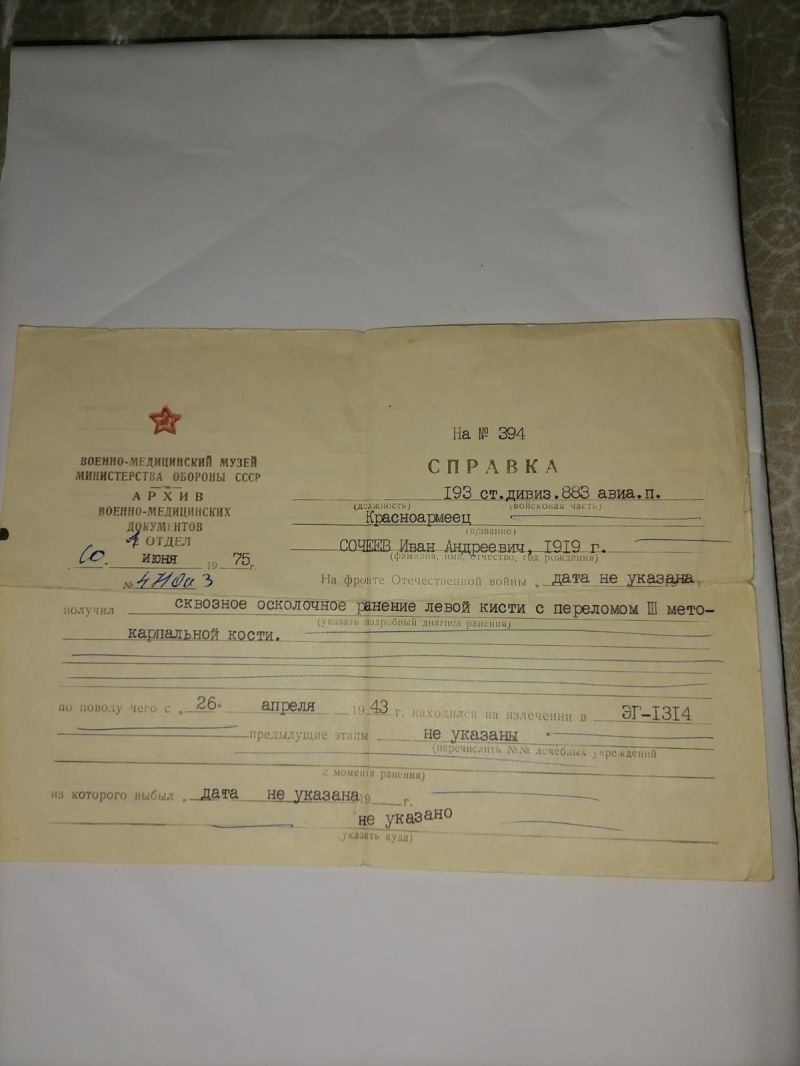 На № 394
ВОЕННО-МЕДИЦИНСКИЙ МУЗЕЙ
МИНИСТЕРСТВА ОБОРОНЫ СССР
АРХИВ
ВОЕННО-МЕДИЦИНСКИХ
ДОКУМЕНТОВ
ОТДЕЛ
июня 1975 г.
№
СПРАВКА
193 ст.дивиз.883 авиа.п.
(должность) (войсковая часть)
Красноармеец
(в/звание)
СОЧЕЕВ Иван Андреевич, 1919 г.
(фамилия, имя, отчество, год рождения)
На фронте Отечественной войны „ дата не указана г.
получил сквозное осколочное ранение левой кисти с переломом III мето-
(указать подробный диагноз ранения)
карпальной кости.
по поводу чего с „ 26" апреля 1943 г. находился на излечении в ЭГ-1314
предыдущие этапы не указаны
(перечислить №№ лечебных учреждений
с момента ранения)
из которого выбыл „ дата не указана 19 г.
не указано
(указать куда)